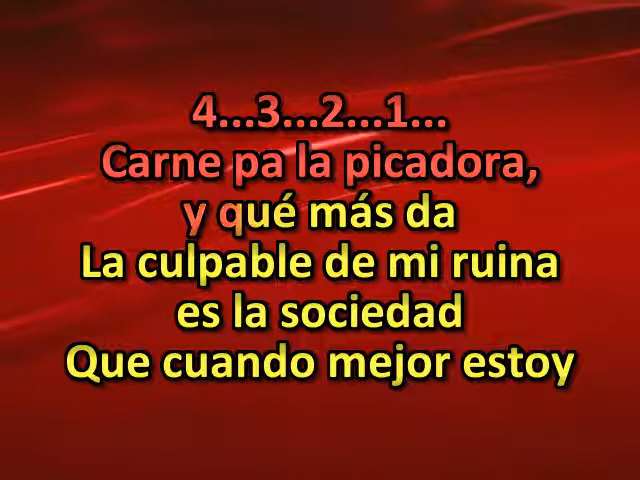 4...3...2...1...
Carne pa la picadora,
y qué más da
La culpable de mi ruina
es la sociedad
Que cuando mejor estoy